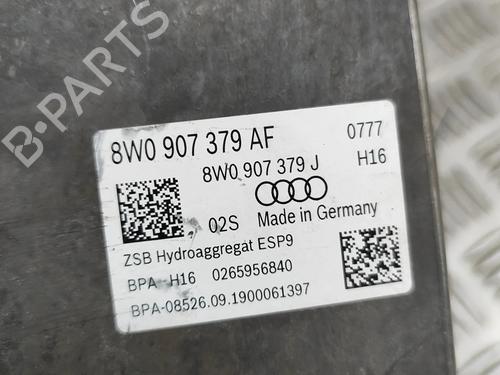 B-PARTS
8W0 907 379 AF 0777
8W0 907 379 J H16
02S Made in Germany
ZSB Hydroaggregat ESP9
BPA -H16 0265956840
BPA-08526.09.1900061397